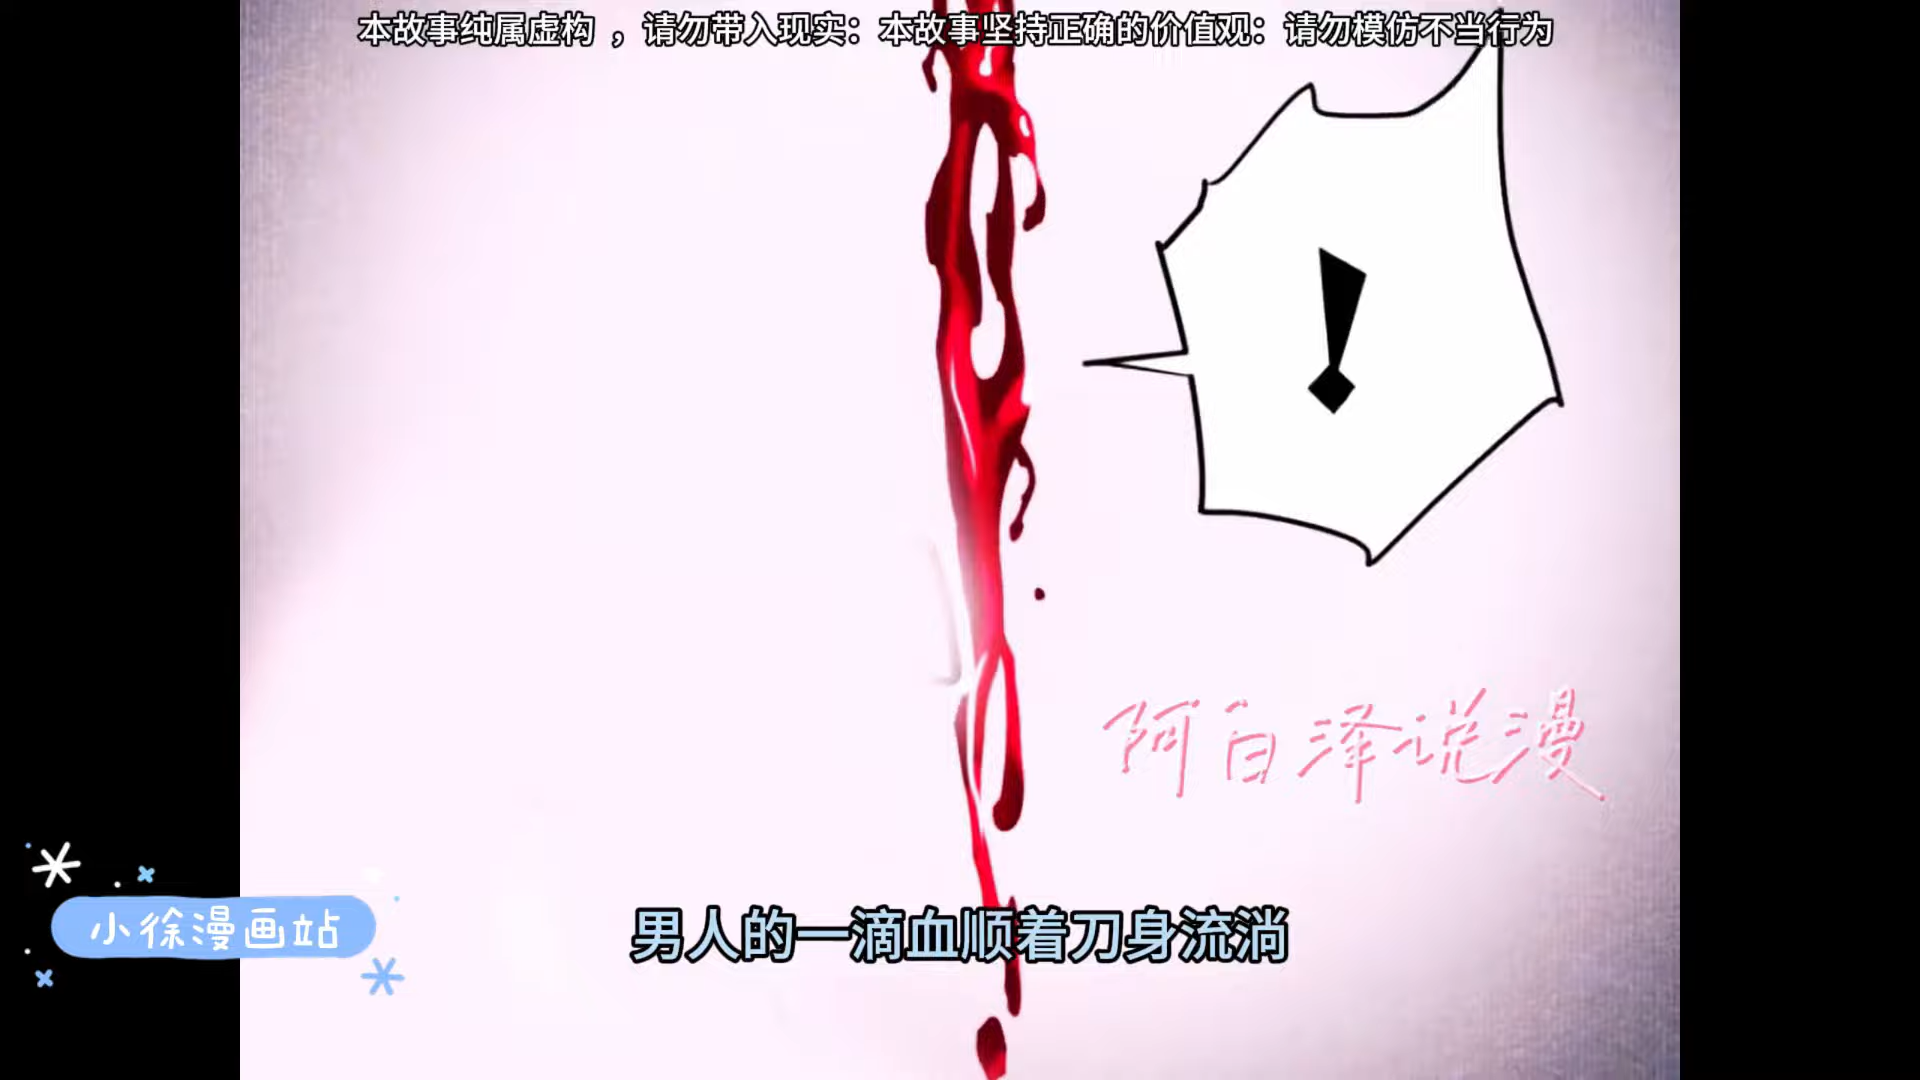 本故事纯属虚构 ，请勿带入现实：本故事坚持正确的价值观：请勿模仿不当行为
!
阿白泽说漫
小徐漫画站
男人的一滴血顺着刀身流淌